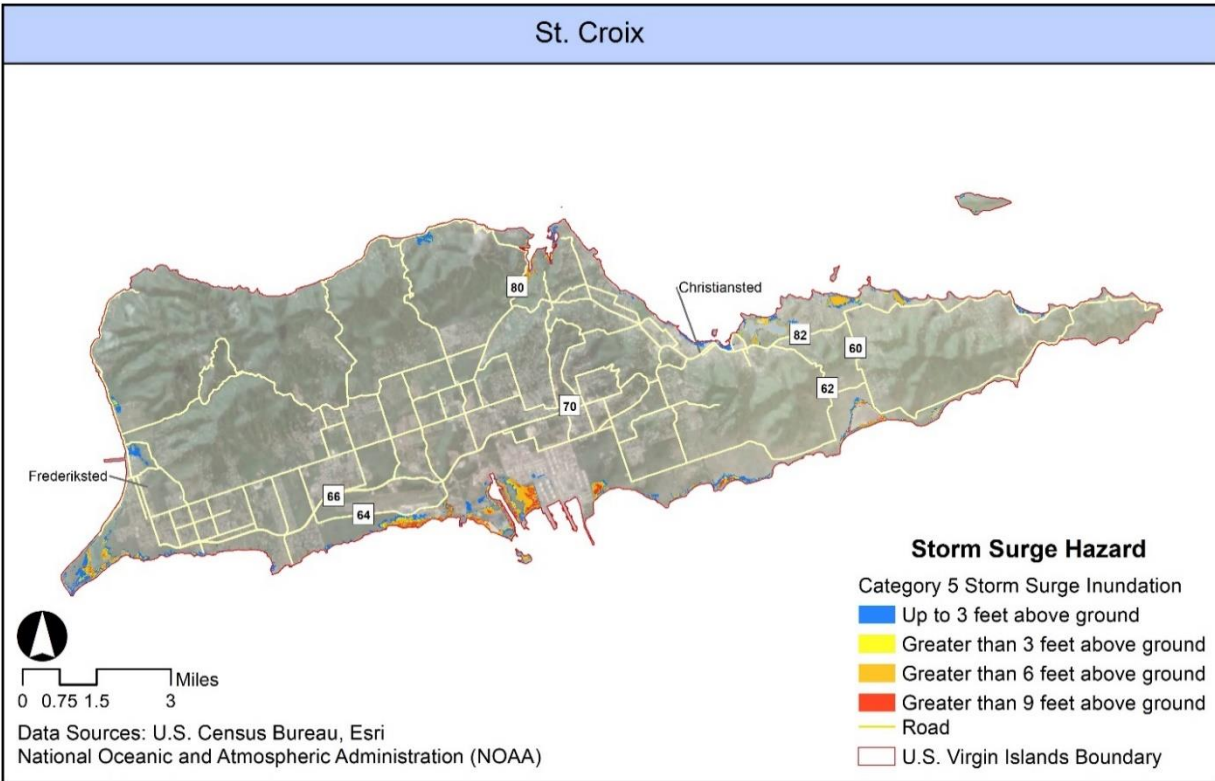 St. Croix
80
Christiansted
82
60
62
70
Frederiksted
66
64
Storm Surge Hazard
Category 5 Storm Surge Inundation
Up to 3 feet above ground
Greater than 3 feet above ground
Greater than 6 feet above ground
Greater than 9 feet above ground
Road
U.S. Virgin Islands Boundary
Miles
0 0.75 1.5 3
Data Sources: U.S. Census Bureau, Esri
National Oceanic and Atmospheric Administration (NOAA)